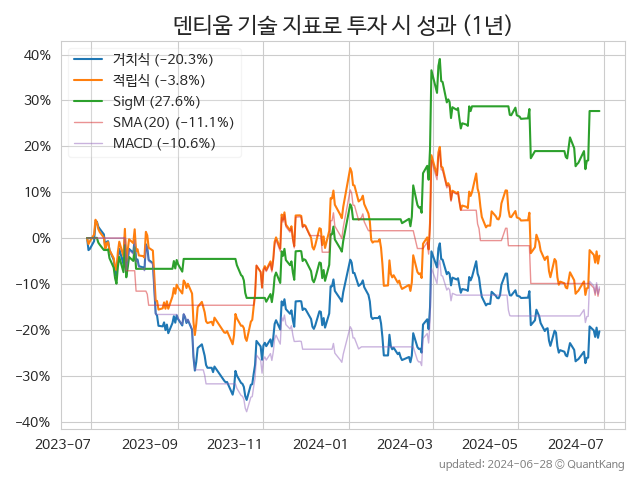 덴티움 기술 지표로 투자 시 성과 (1년)
거치식 (-20.3%)
적립식 (-3.8%)
SigM (27.6%)
SMA(20) (-11.1%)
MACD (-10.6%)
40%
30%
20%
10%
0%
-10%
-20%
-30%
-40%
2023-07 2023-09 2023-11 2024-01 2024-03 2024-05 2024-07
updated: 2024-06-28 © QuantKang